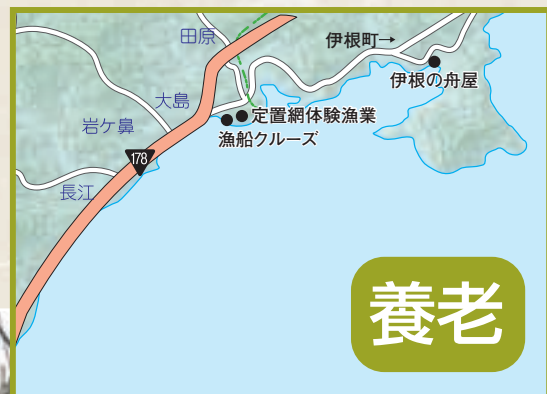 田原
伊根町→
伊根の舟屋
大島
定置網体験漁業
岩ケ鼻
漁船クルーズ
178
長江
養老